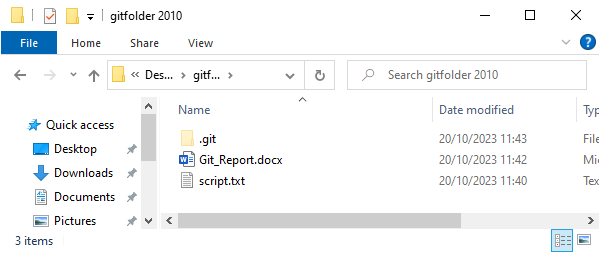 gitfolder 2010
File Home Share View
« Des... gitf... Search gitfolder 2010
Name Date modified Ty
Quick access
.git 20/10/2023 11:43 File
Desktop
Git_Report.docx 20/10/2023 11:42 Mic
Downloads
script.txt 20/10/2023 11:40 Tex
Documents
Pictures
3 items